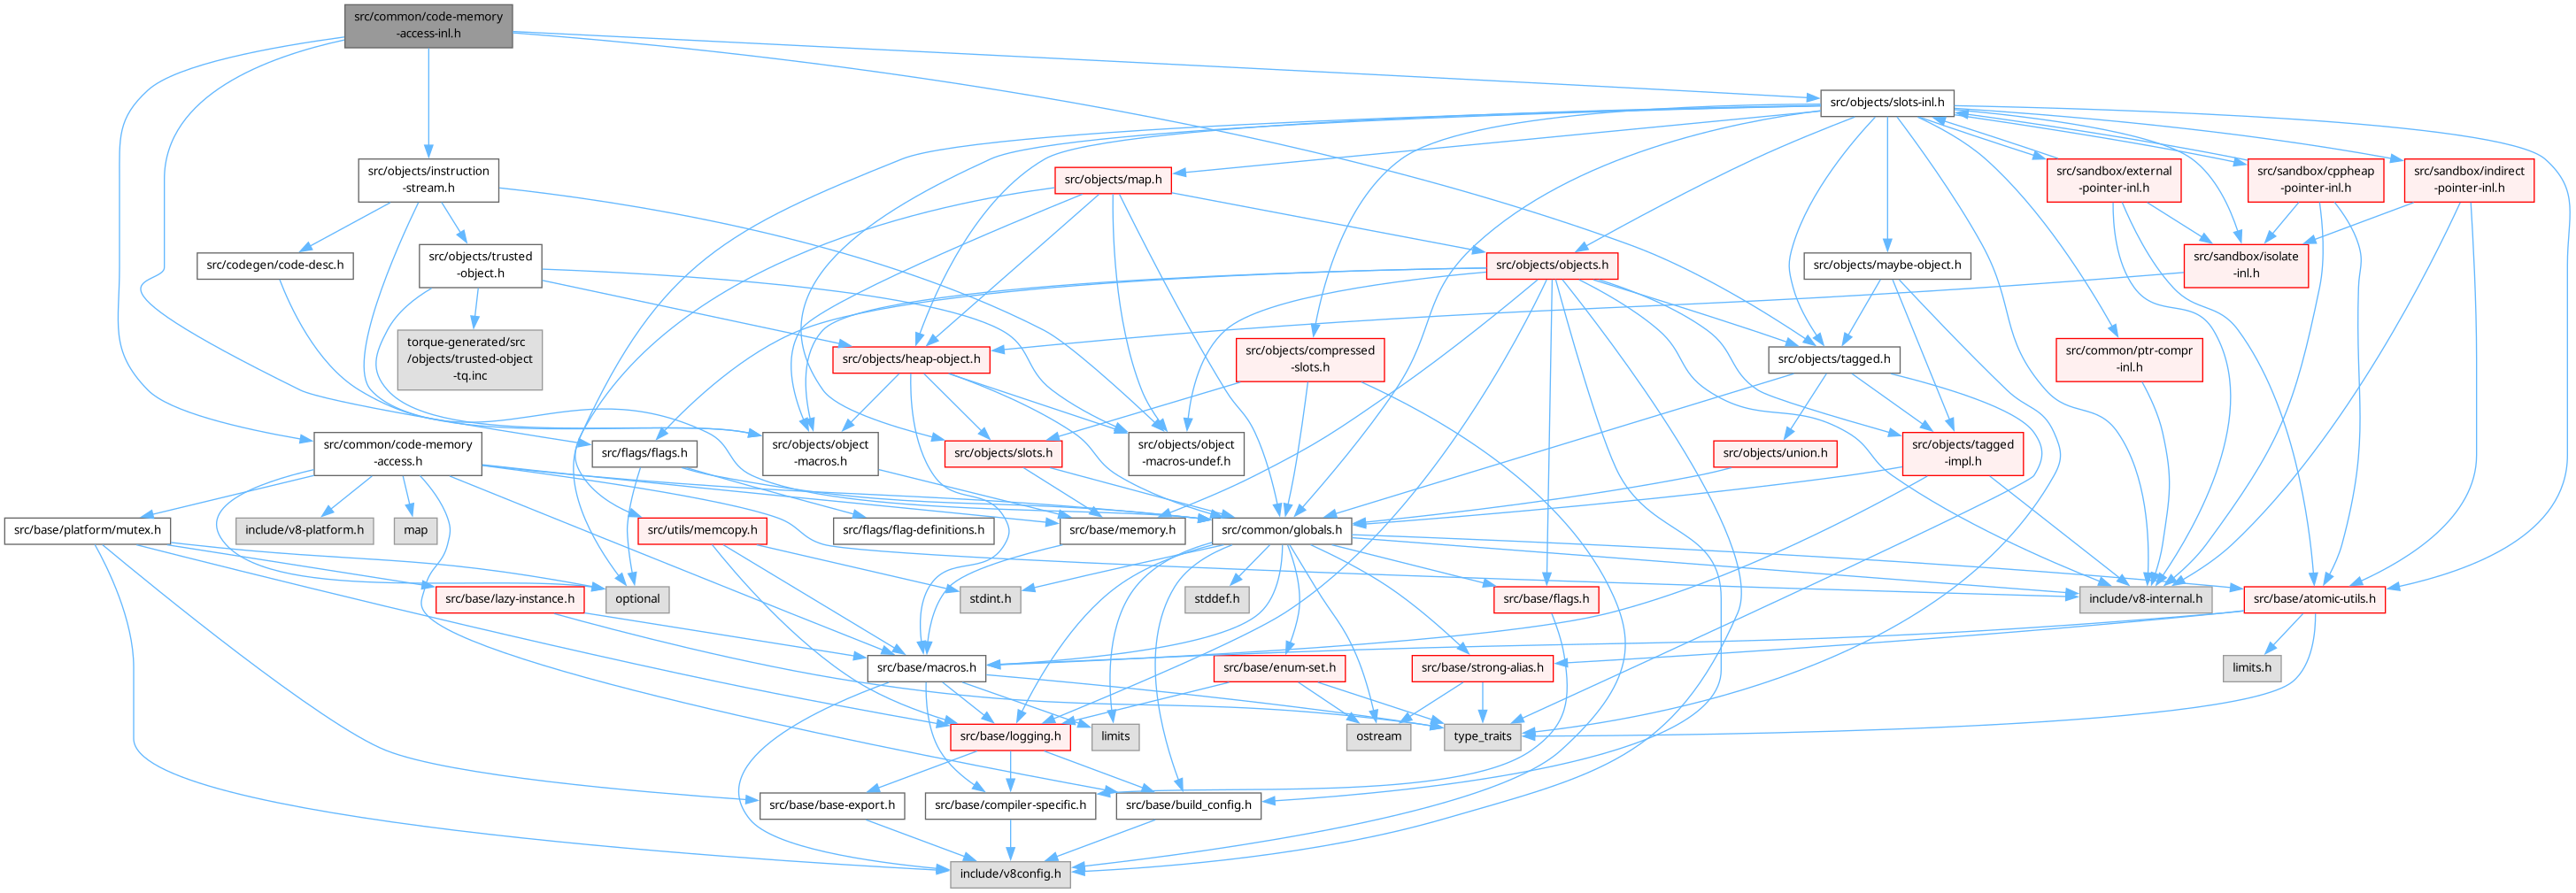 src/common/code-memory
-access-inl.h
src/objects/slots-inl.h
src/objects/instruction
-stream.h
src/objects/map.h
src/sandbox/external
-pointer-inl.h
src/sandbox/cppheap
-pointer-inl.h
src/sandbox/indirect
-pointer-inl.h
src/codegen/code-desc.h
src/objects/trusted
-object.h
src/objects/objects.h
src/objects/maybe-object.h
src/sandbox/isolate
-inl.h
torque-generated/src
/objects/trusted-object
-tq.inc
src/objects/heap-object.h
src/objects/compressed
-slots.h
src/objects/tagged.h
src/common/ptr-compr
-inl.h
src/common/code-memory
-access.h
src/flags/flags.h
src/objects/object
-macros.h
src/objects/slots.h
src/objects/object
-macros-undef.h
src/objects/union.h
src/objects/tagged
-impl.h
src/base/platform/mutex.h
include/v8-platform.h
map
src/utils/memcopy.h
src/flags/flag-definitions.h
src/base/memory.h
src/common/globals.h
src/base/lazy-instance.h
optional
stdint.h
stddef.h
src/base/flags.h
include/v8-internal.h
src/base/atomic-utils.h
src/base/macros.h
src/base/enum-set.h
src/base/strong-alias.h
limits.h
src/base/logging.h
limits
ostream
type_traits
src/base/base-export.h
src/base/compiler-specific.h
src/base/build_config.h
include/v8config.h